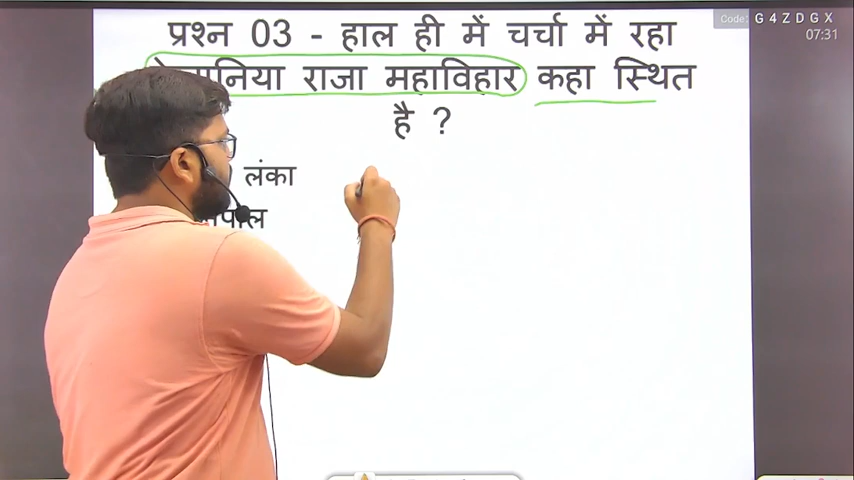 Code: G4ZDGX
07:31
प्रश्न 03 - हाल ही में चर्चा में रहा
राजा महाविहार कहा स्थित
है ?
लंका